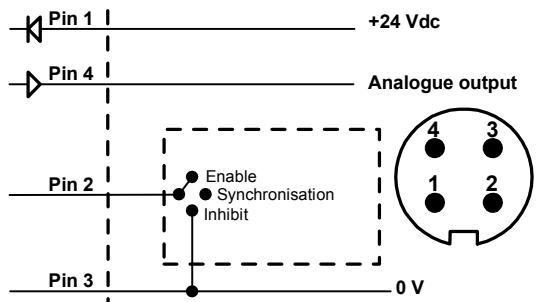 Pin 1 +24 Vdc
Pin 4 Analogue output
4 3
Enable
Pin 2 Synchronisation 1 2
Inhibit
Pin 3 0 V